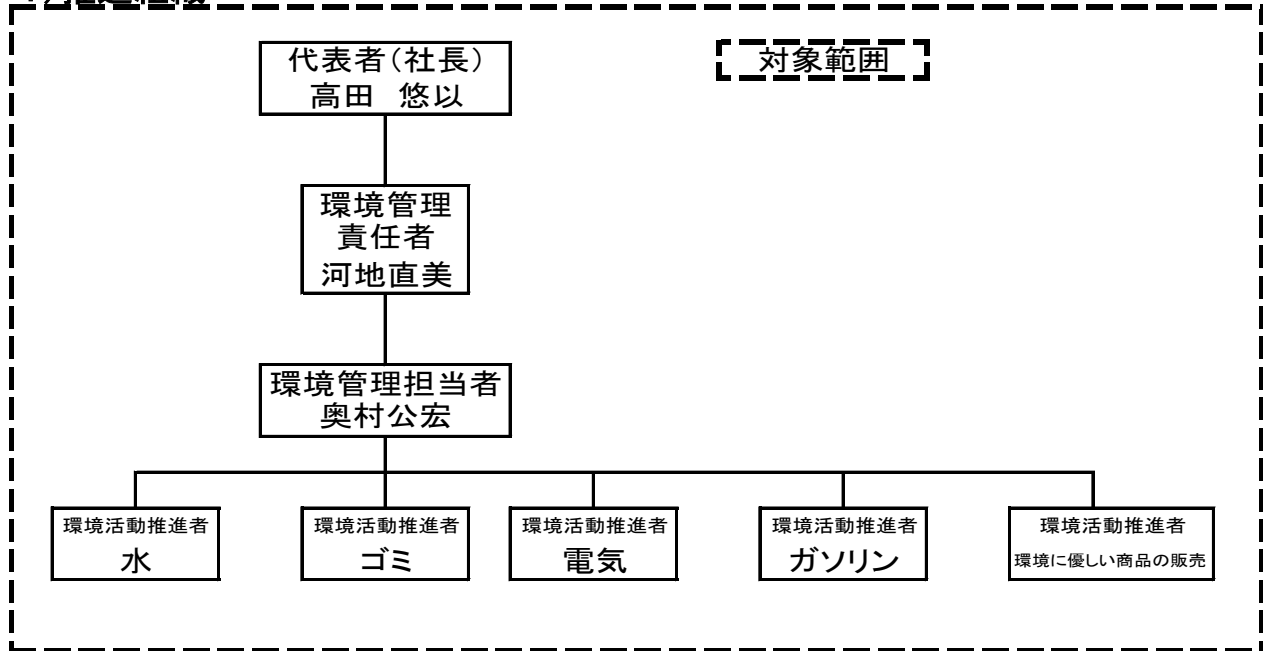 代表者(社長)
高田 悠以
対象範囲
環境管理
責任者
河地直美
環境管理担当者
奥村公宏
環境活動推進者
水
環境活動推進者
ゴミ
環境活動推進者
電気
環境活動推進者
ガソリン
環境活動推進者
環境に優しい商品の販売